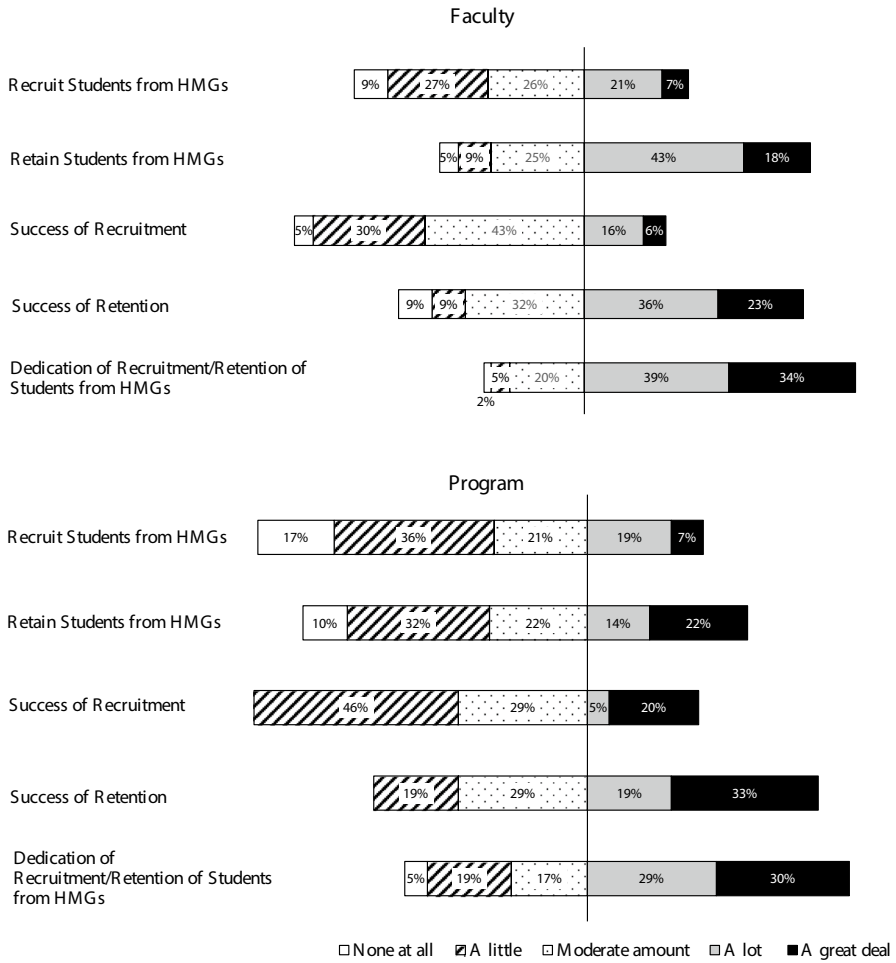 Faculty
Recruit Students from HMGs
9% 27% 26% 21% 7%
Retain Students from HMGs
5% 9% 25% 43% 18%
Success of Recruitment
5% 30% 43% 16% 6%
Success of Retention
9% 9% 32% 36% 23%
Dedication of Recruitment/Retention of
Students from HMGs
5% 20% 39% 34%
2%
Program
Recruit Students from HMGs
17% 36% 21% 19% 7%
Retain Students from HMGs
10% 32% 22% 14% 22%
Success of Recruitment
46% 29% 5% 20%
Success of Retention
19% 29% 19% 33%
Dedication of
Recruitment/Retention of Students
from HMGs
5% 19% 17% 29% 30%
None at all A little Moderate amount A lot A great deal